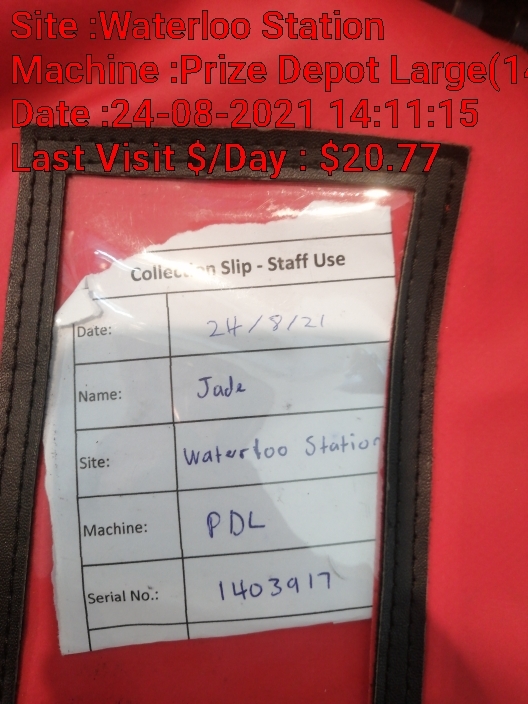 Site :Waterloo Station
Machine :Prize Depot Large(14
Date :24-08-2021 14:11:15
Last Visit $/Day : $20.77
Collection Slip - Staff Use
Date: 24/8/21
Name: Jade
Site: Waterloo Station
Machine: PDL
Serial No.: 1403917